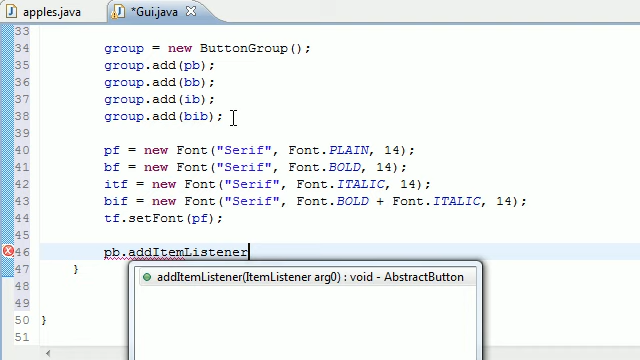 apples.java *Gui.java
33
34 group = new ButtonGroup();
35 group.add(pb);
36 group.add(bb);
37 group.add(ib);
38 group.add(bib);
39
40 pf = new Font("Serif", Font.PLAIN, 14);
41 bf = new Font("Serif", Font.BOLD, 14);
42 itf = new Font("Serif", Font.ITALIC, 14);
43 bif = new Font("Serif", Font.BOLD + Font.ITALIC, 14);
44 tf.setFont(pf);
45
46 pb.addItemListener
47 }
addItemListener(ItemListener arg0) : void - AbstractButton
48
49
50 }
51